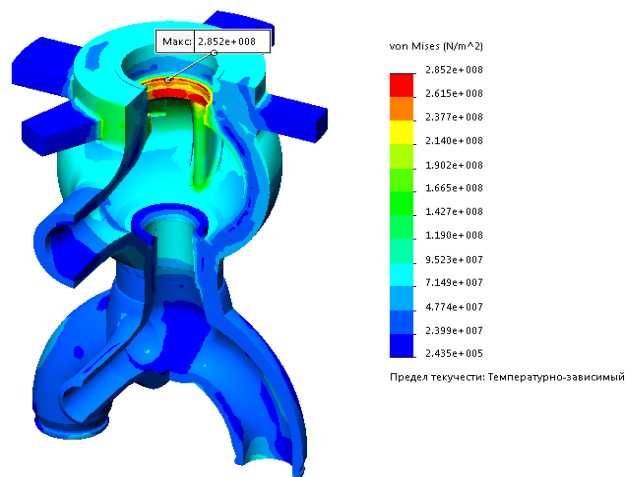 Макс: 2.852e+008
von Mises (N/m^2)
2.852e+008
2.615e+008
2.377e+008
2.140e+008
1.902e+008
1.665e+008
1.427e+008
1.190e+008
9.523e+007
7.149e+007
4.774e+007
2.399e+007
2.435e+005
Предел текучести: Температурно-зависимый